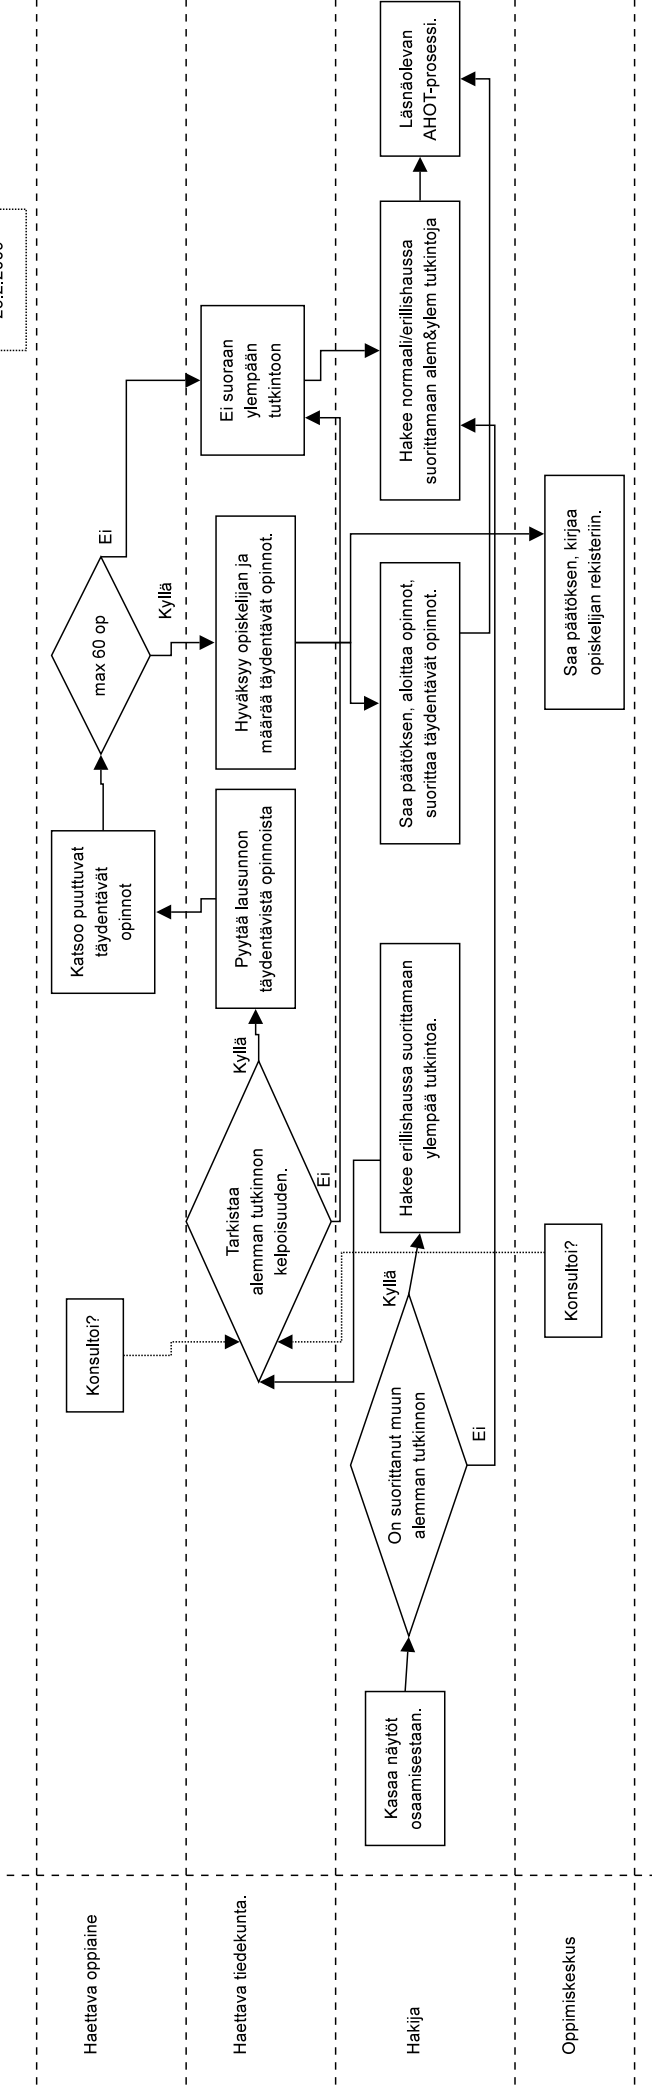 Haettava oppiaine
Konsultoi?
Katsoo puuttuvat
täydentävät
opinnot
max 60 op
Ei
Kyllä
Haettava tiedekunta.
Tarkistaa
alemman tutkinnon
kelpoisuuden.
Kyllä
Ei
Pyytää lausunnon
täydentävistä opinnoista
Hyväksyy opiskelijan ja
määrää täydentävät opinnot.
Ei suoraan
ylempään
tutkintoon
Hakija
Kasaa näytöt
osaamisestaan.
On suorittanut muun
alemman tutkinnon
Kyllä
Ei
Hakee erillishaussa suorittamaan
ylempää tutkintoa.
Saa päätöksen, aloittaa opinnot,
suorittaa täydentävät opinnot.
Hakee normaali/erillishaussa
suorittamaan alem&ylem tutkintoja
Läsnäolevan
AHOT-prosessi.
Oppimiskeskus
Konsultoi?
Saa päätöksen, kirjaa
opiskelijan rekisteriin.